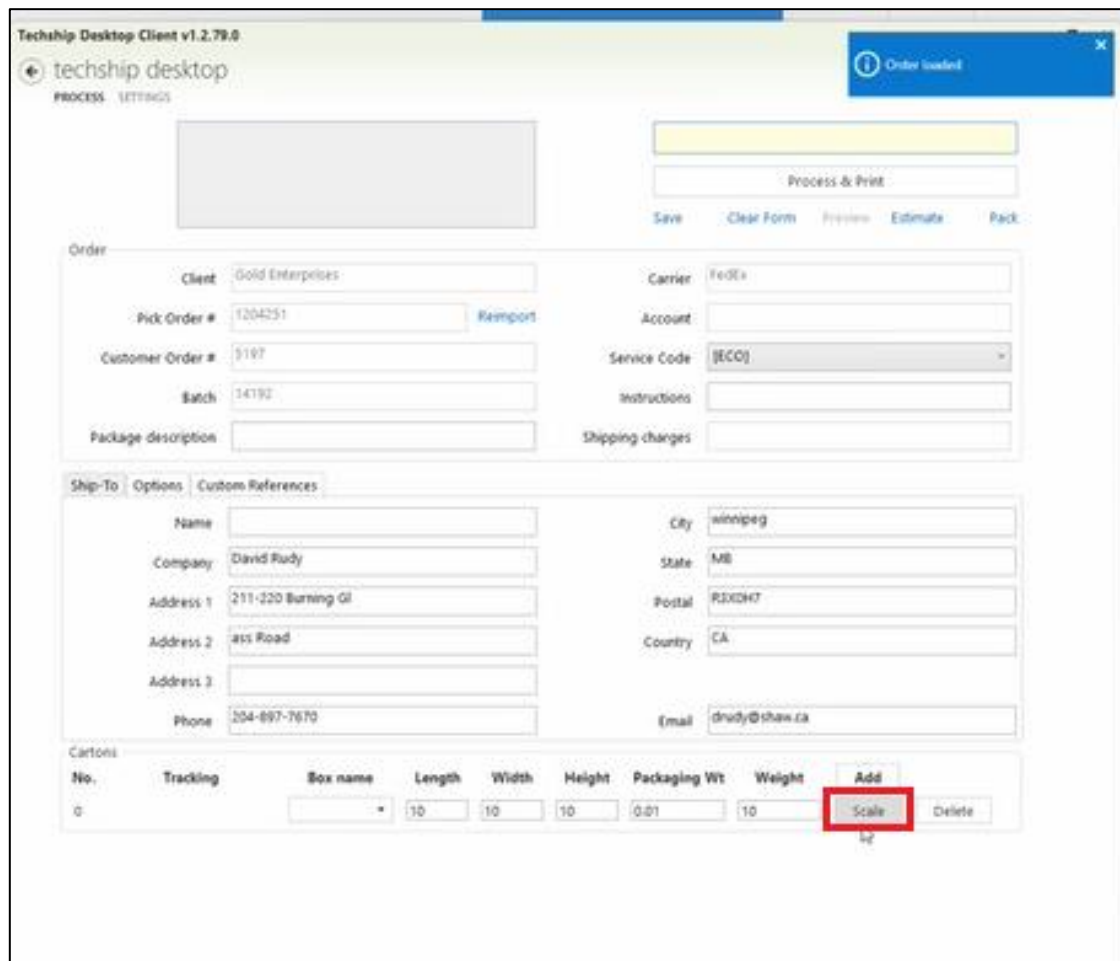 Techship Desktop Client v1.2.79.0
Order loaded
techship desktop
PROCESS SETTINGS
Process & Print
Save Clear Form Preview Estimate Pack
Order
Client Gold Enterprises Carrier FedEx
Pick Order # 1204251 Reimport Account
Customer Order # 5197 Service Code [ECO]
Batch 14192 Instructions
Package description Shipping charges
Ship-To Options Custom References
Name City winnipeg
Company David Rudy State MB
Address 1 211-220 Burning Gl Postal R3X0H7
Address 2 ass Road Country CA
Address 3
Phone 204-897-7670 Email drudy@shaw.ca
Cartons
No. Tracking Box name Length Width Height Packaging Wt Weight Add
0 10 10 10 0.01 10 Scale Delete